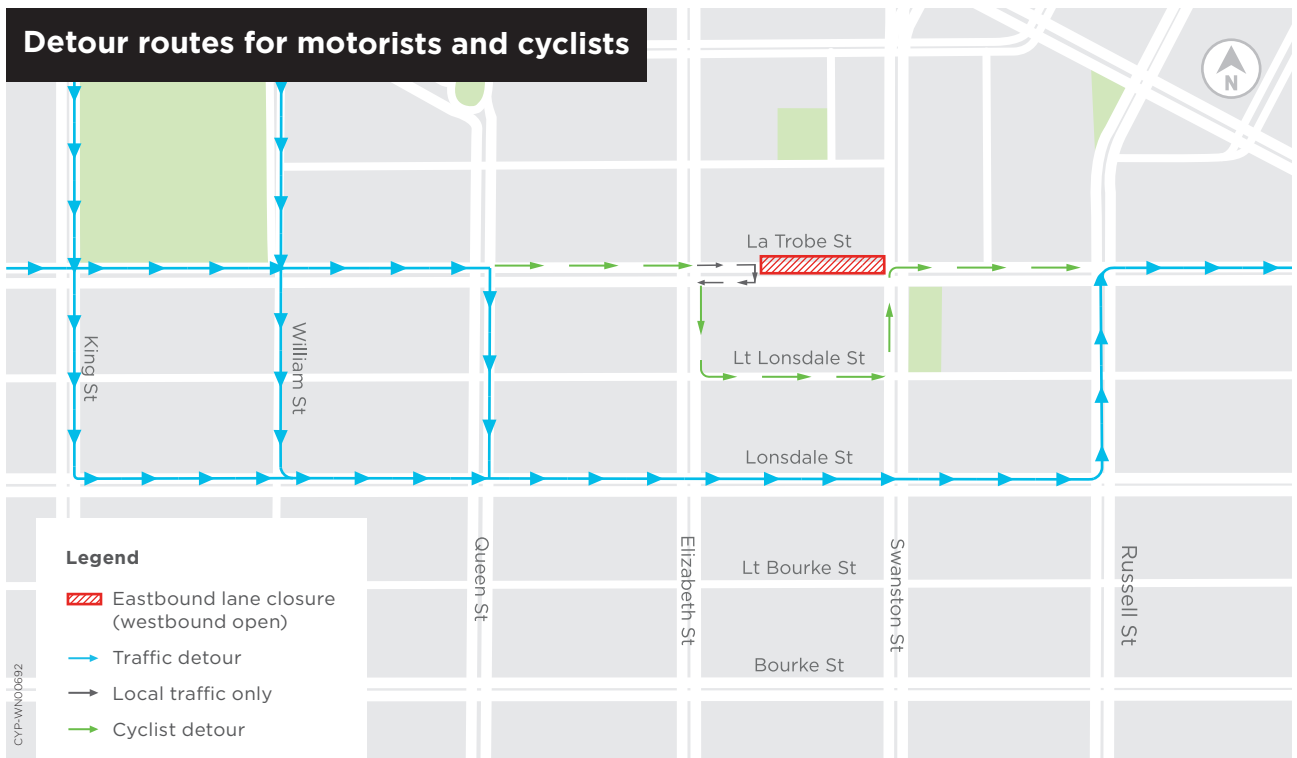 Detour routes for motorists and cyclists
N
La Trobe St
King St
William St
Lt Lonsdale St
Lonsdale St
Queen St
Elizabeth St
Swanston St
Russell St
Lt Bourke St
Bourke St
Legend
Eastbound lane closure
(westbound open)
Traffic detour
Local traffic only
Cyclist detour
CYP-WN00692